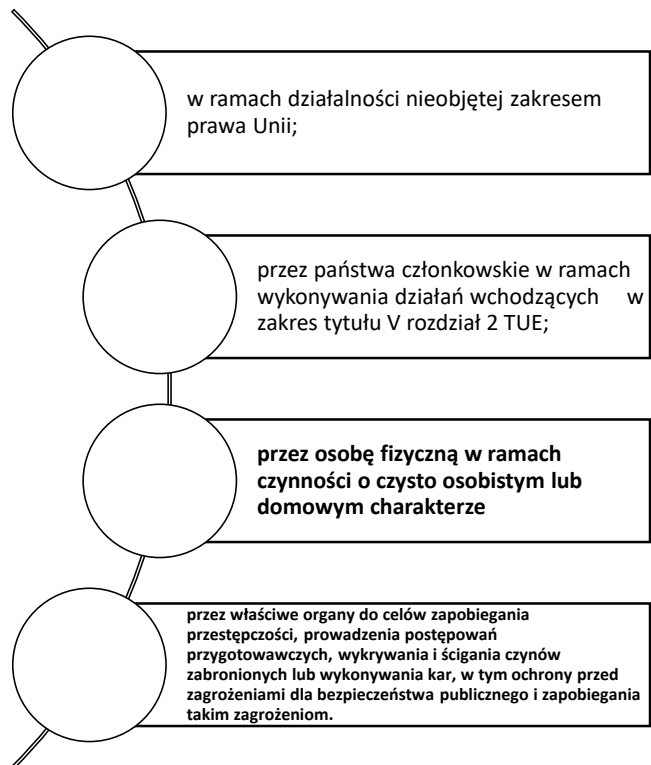 w ramach działalności nieobjętej zakresem
prawa Unii;
przez państwa członkowskie w ramach
wykonywania działań wchodzących w
zakres tytułu V rozdział 2 TUE;
przez osobę fizyczną w ramach
czynności o czysto osobistym lub
domowym charakterze
przez właściwe organy do celów zapobiegania
przestępczości, prowadzenia postępowań
przygotowawczych, wykrywania i ścigania czynów
zabronionych lub wykonywania kar, w tym ochrony przed
zagrożeniami dla bezpieczeństwa publicznego i zapobiegania
takim zagrożeniom.